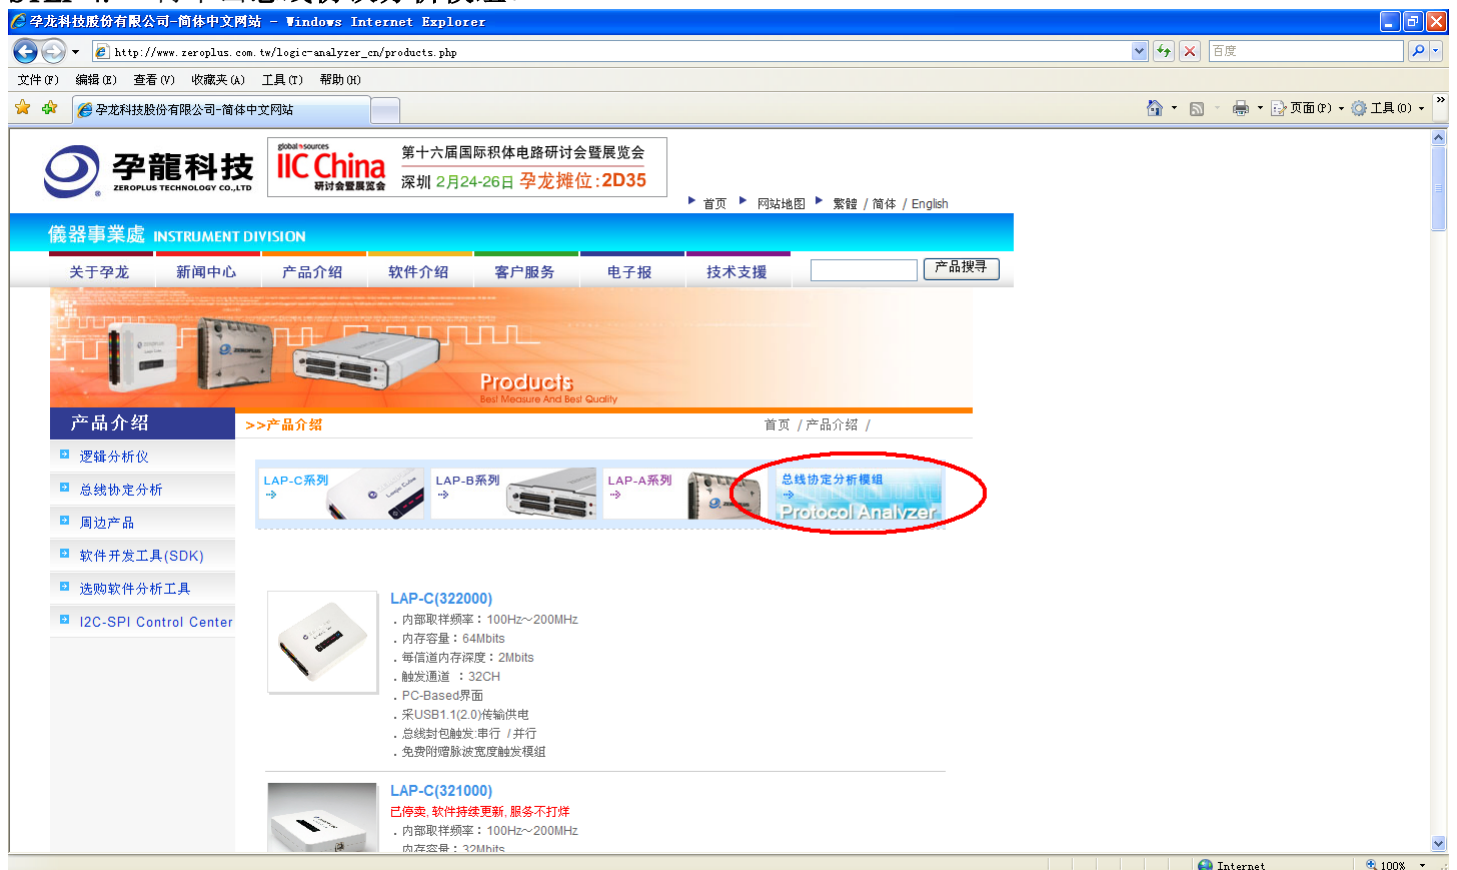 孕龙科技股份有限公司-简体中文网站 - Windows Internet Explorer
http://www.zeroplus.com.tw/logic-analyzer_cn/products.php
百度
文件(F) 编辑(E) 查看(V) 收藏夹(A) 工具(T) 帮助(H)
孕龙科技股份有限公司-简体中文网站
页面(P) 工具(O)
孕龍科技
ZEROPLUS TECHNOLOGY CO.,LTD
global sources
IIC China
研讨会暨展览会
第十六届国际积体电路研讨会暨展览会
深圳 2月24-26日 孕龙摊位:2D35
首页 网站地图 繁體 / 简体 / English
儀器事業處 INSTRUMENT DIVISION
关于孕龙 新闻中心 产品介绍 软件介绍 客户服务 电子报 技术支援 产品搜寻
Products
Best Measure And Best Quality
产品介绍
>>产品介绍 首页 / 产品介绍 /
逻辑分析仪
总线协定分析
周边产品
软件开发工具(SDK)
选购软件分析工具
I2C-SPI Control Center
LAP-C系列 LAP-B系列 LAP-A系列 总线协定分析模组
Protocol Analyzer
LAP-C(322000)
. 内部取样频率：100Hz～200MHz
. 内存容量：64Mbits
. 每信道内存深度：2Mbits
. 触发通道 ：32CH
. PC-Based界面
. 采USB1.1(2.0)传输供电
. 总线封包触发:串行 / 并行
. 免费附赠脉波宽度触发模组
LAP-C(321000)
已停卖, 软件持续更新, 服务不打烊
. 内部取样频率：100Hz～200MHz
. 内存容量：32Mbits
Internet 100%